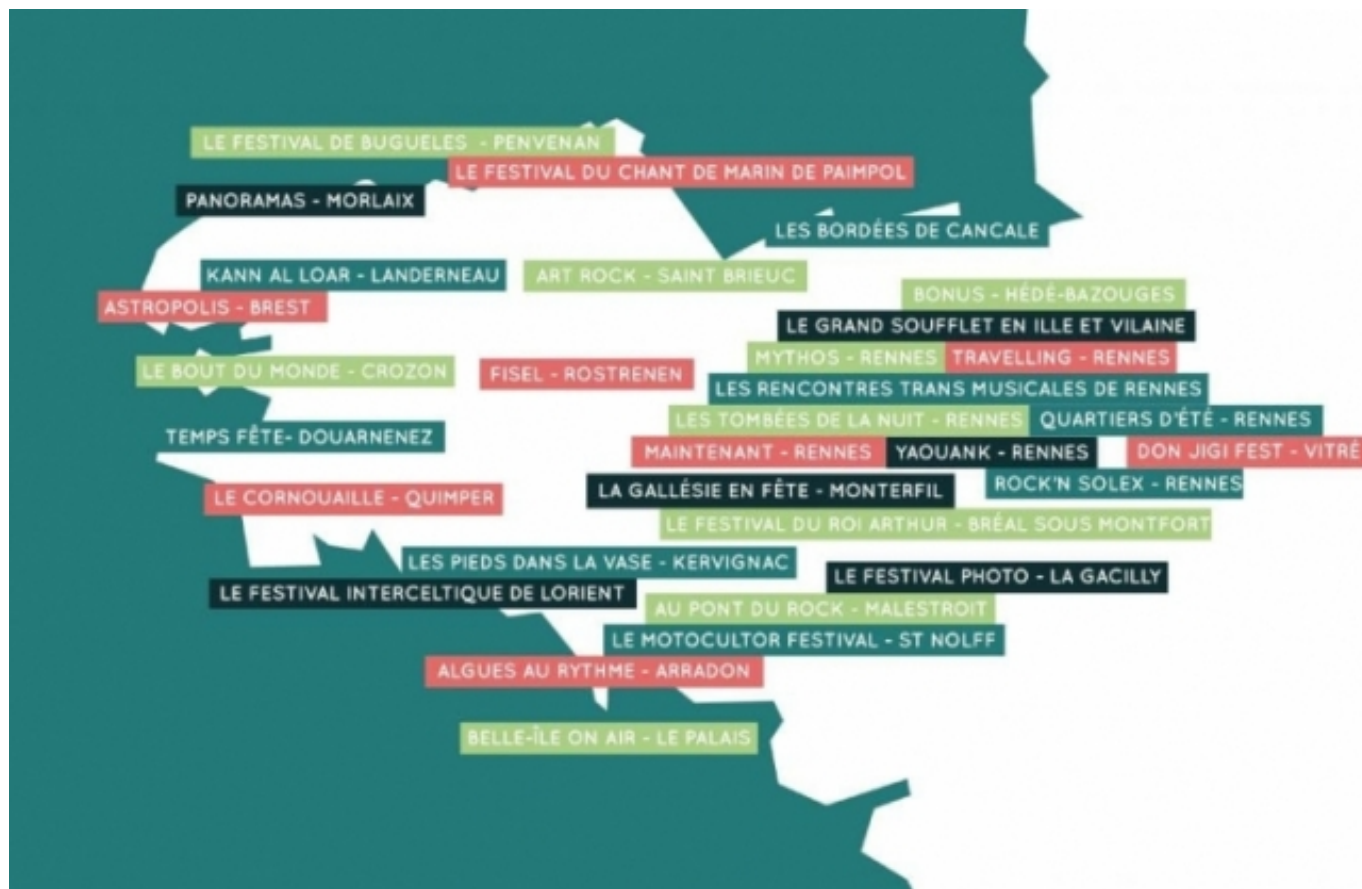 LE FESTIVAL DE BUGUELES - PENVENAN
LE FESTIVAL DU CHANT DE MARIN DE PAIMPOL
PANORAMAS - MORLAIX
LES BORDÉES DE CANCALE
KANN AL LOAR - LANDERNEAU
ART ROCK - SAINT BRIEUC
BONUS - HÉDÉ-BAZOUGES
ASTROPOLIS - BREST
LE GRAND SOUFFLET EN ILLE ET VILAINE
MYTHOS - RENNES
TRAVELLING - RENNES
LE BOUT DU MONDE - CROZON
FISEL - ROSTRENEN
LES RENCONTRES TRANS MUSICALES DE RENNES
LES TOMBÉES DE LA NUIT - RENNES
QUARTIERS D'ÉTÉ - RENNES
TEMPS FÊTE- DOUARNENEZ
MAINTENANT - RENNES
YAOUANK - RENNES
DON JIGI FEST - VITRÉ
LE CORNOUAILLE - QUIMPER
LA GALLÉSIE EN FÊTE - MONTERFIL
ROCK'N SOLEX - RENNES
LE FESTIVAL DU ROI ARTHUR - BRÉAL SOUS MONTFORT
LES PIEDS DANS LA VASE - KERVIGNAC
LE FESTIVAL PHOTO - LA GACILLY
LE FESTIVAL INTERCELTIQUE DE LORIENT
AU PONT DU ROCK - MALESTROIT
LE MOTOCULTOR FESTIVAL - ST NOLFF
ALGUES AU RYTHME - ARRADON
BELLE-ÎLE ON AIR - LE PALAIS